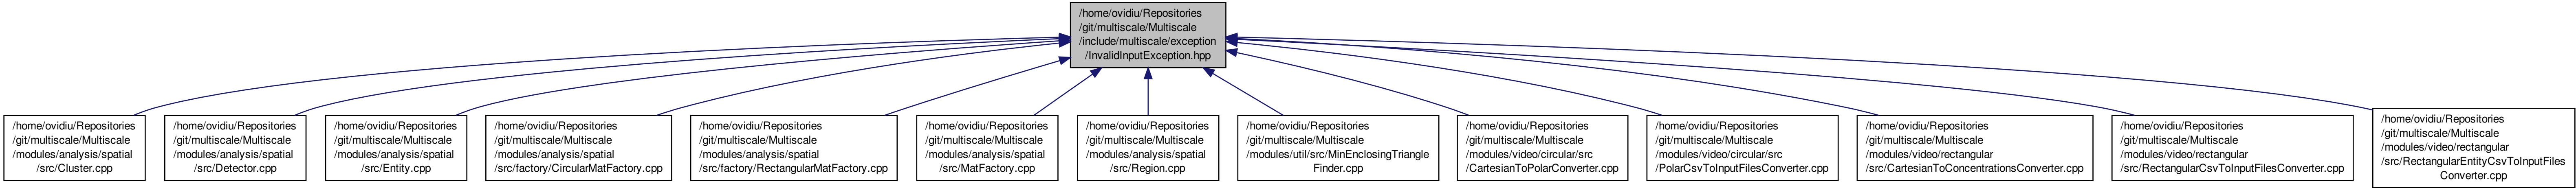 /home/ovidiu/Repositories
/git/multiscale/Multiscale
/include/multiscale/exception
/InvalidInputException.hpp
/home/ovidiu/Repositories
/git/multiscale/Multiscale
/modules/analysis/spatial
/src/Cluster.cpp
/home/ovidiu/Repositories
/git/multiscale/Multiscale
/modules/analysis/spatial
/src/Detector.cpp
/home/ovidiu/Repositories
/git/multiscale/Multiscale
/modules/analysis/spatial
/src/Entity.cpp
/home/ovidiu/Repositories
/git/multiscale/Multiscale
/modules/analysis/spatial
/src/factory/CircularMatFactory.cpp
/home/ovidiu/Repositories
/git/multiscale/Multiscale
/modules/analysis/spatial
/src/factory/RectangularMatFactory.cpp
/home/ovidiu/Repositories
/git/multiscale/Multiscale
/modules/analysis/spatial
/src/MatFactory.cpp
/home/ovidiu/Repositories
/git/multiscale/Multiscale
/modules/analysis/spatial
/src/Region.cpp
/home/ovidiu/Repositories
/git/multiscale/Multiscale
/modules/util/src/MinEnclosingTriangle
Finder.cpp
/home/ovidiu/Repositories
/git/multiscale/Multiscale
/modules/video/circular/src
/CartesianToPolarConverter.cpp
/home/ovidiu/Repositories
/git/multiscale/Multiscale
/modules/video/circular/src
/PolarCsvToInputFilesConverter.cpp
/home/ovidiu/Repositories
/git/multiscale/Multiscale
/modules/video/rectangular
/src/CartesianToConcentrationsConverter.cpp
/home/ovidiu/Repositories
/git/multiscale/Multiscale
/modules/video/rectangular
/src/RectangularCsvToInputFilesConverter.cpp
/home/ovidiu/Repositories
/git/multiscale/Multiscale
/modules/video/rectangular
/src/RectangularEntityCsvToInputFiles
Converter.cpp